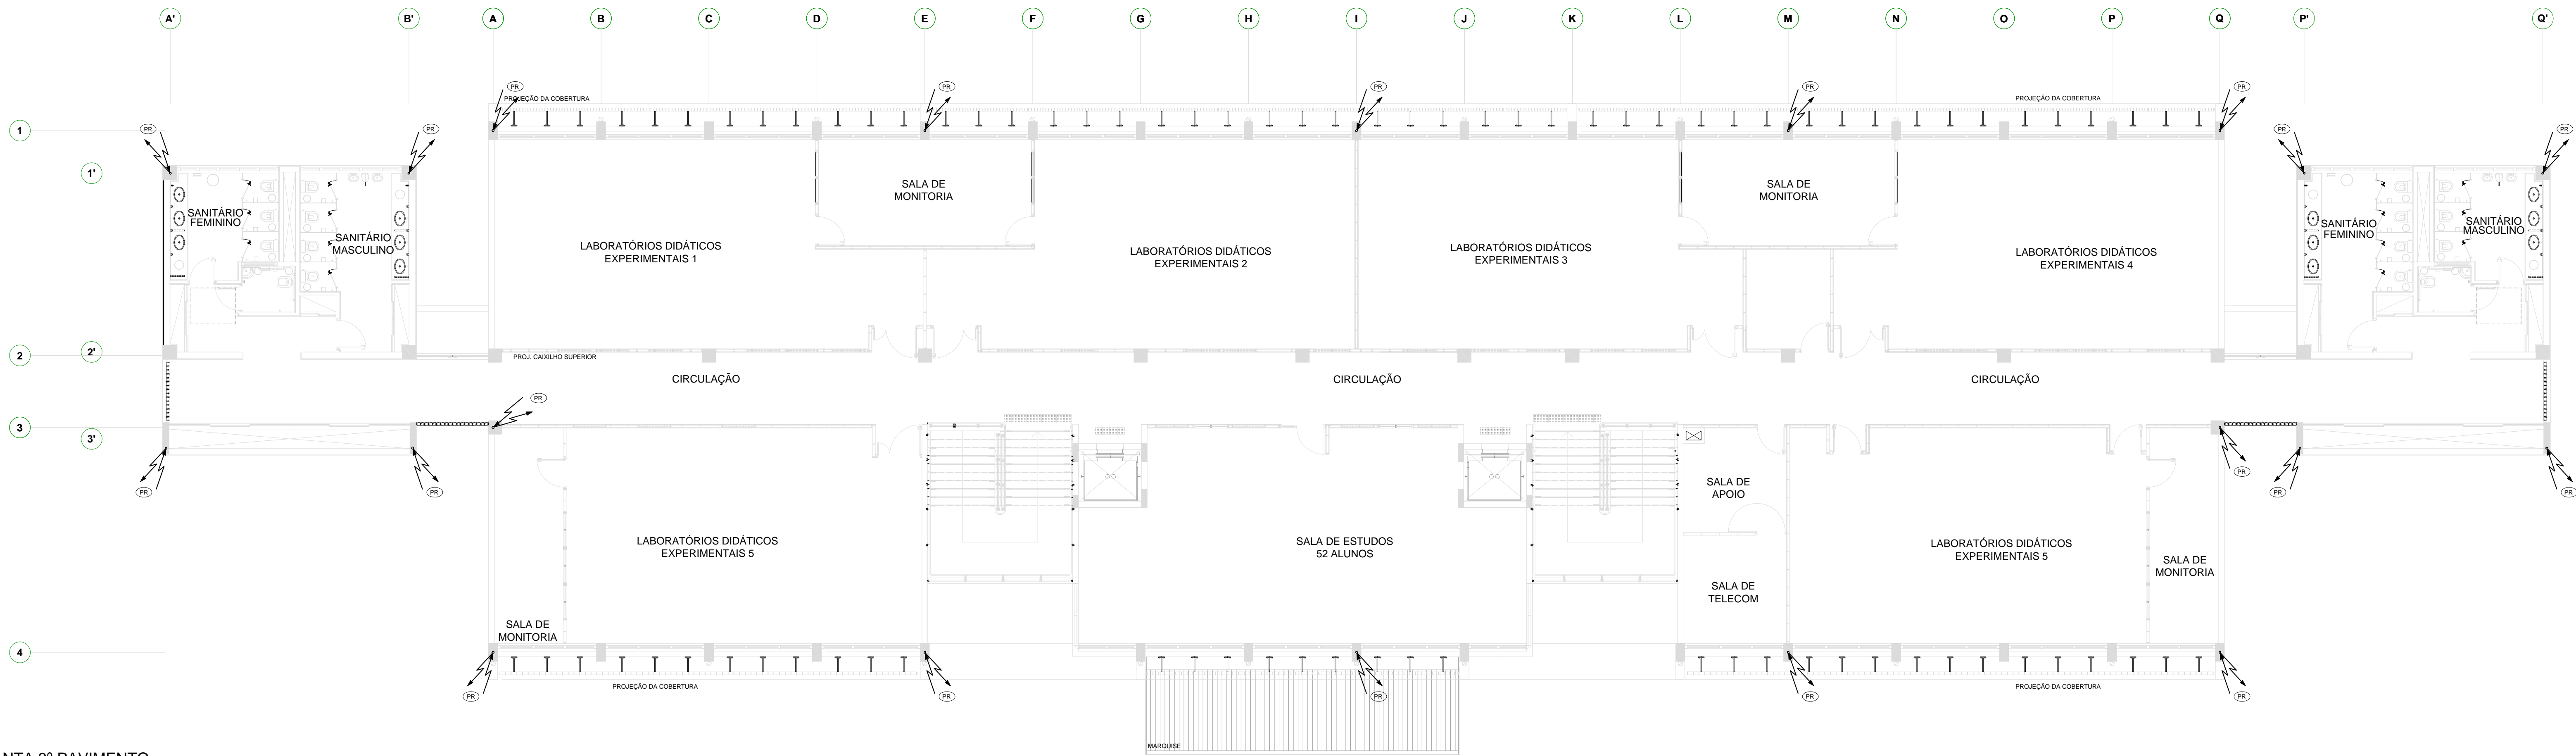 A' B' A B C D E F G H I J K L M N O P Q P' Q'
PR PR PR PR PR
PROJEÇÃO DA COBERTURA
PROJEÇÃO DA COBERTURA
1
PR PR PR PR
1'
SALA DE
MONITORIA
SALA DE
MONITORIA
SANITÁRIO
FEMININO
SANITÁRIO
MASCULINO
SANITÁRIO
FEMININO
SANITÁRIO
MASCULINO
LABORATÓRIOS DIDÁTICOS
EXPERIMENTAIS 1
LABORATÓRIOS DIDÁTICOS
EXPERIMENTAIS 2
LABORATÓRIOS DIDÁTICOS
EXPERIMENTAIS 3
LABORATÓRIOS DIDÁTICOS
EXPERIMENTAIS 4
2
2'
PROJ. CAIXILHO SUPERIOR
CIRCULAÇÃO CIRCULAÇÃO CIRCULAÇÃO
PR
3
3'
PR
PR PR PR PR
SALA DE
APOIO
LABORATÓRIOS DIDÁTICOS
EXPERIMENTAIS 5
SALA DE ESTUDOS
52 ALUNOS
LABORATÓRIOS DIDÁTICOS
EXPERIMENTAIS 5
SALA DE
MONITORIA
SALA DE
TELECOM
SALA DE
MONITORIA
4
PROJEÇÃO DA COBERTURA
PROJEÇÃO DA COBERTURA
PR PR PR PR PR
MARQUISE